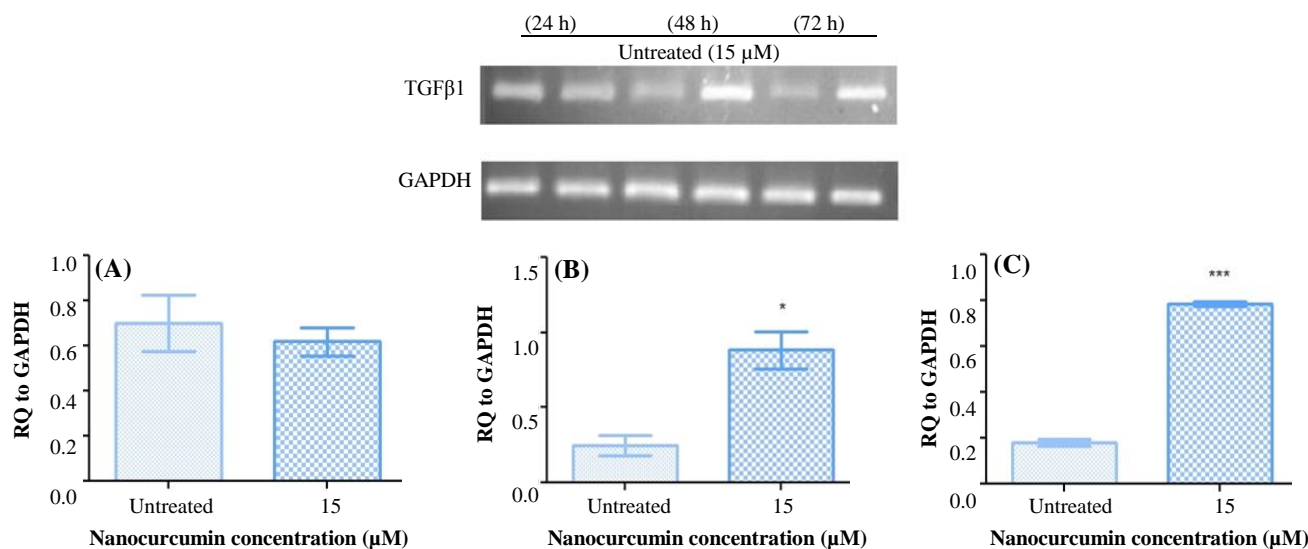 (24 h) (48 h) (72 h)
Untreated (15 µM)
TGFβ1
GAPDH
(A)
1.0
0.8
0.6
0.4
0.2
0.0
RQ to GAPDH
Untreated 15
Nanocurcumin concentration (µM)
(B)
1.5
1.0
0.5
0.0
RQ to GAPDH
*
Untreated 15
Nanocurcumin concentration (µM)
(C)
1.0
0.8
0.6
0.4
0.2
0.0
RQ to GAPDH
***
Untreated 15
Nanocurcumin concentration (µM)